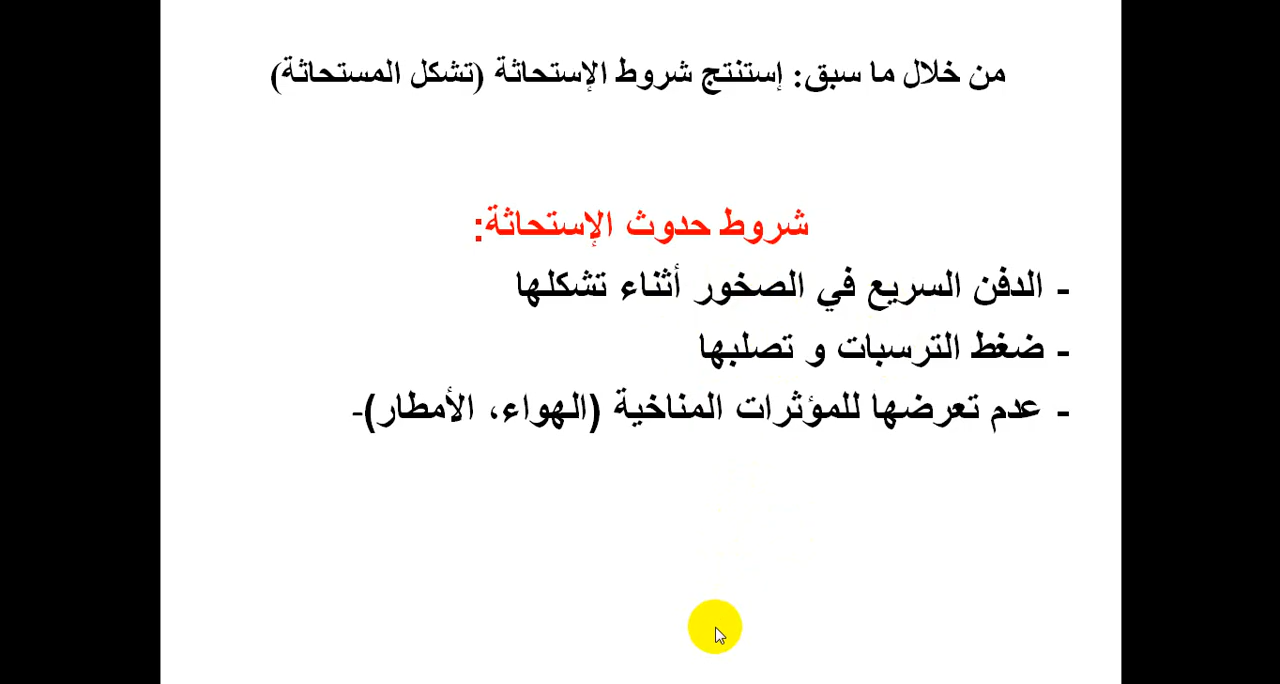 من خلال ما سبق: إستنتج شروط الإستحاثة (تشكل المستحاثة)
شروط حدوث الإستحاثة:
- الدفن السريع في الصخور أثناء تشكلها
- ضغط الترسبات و تصلبها
- عدم تعرضها للمؤثرات المناخية (الهواء، الأمطار)-